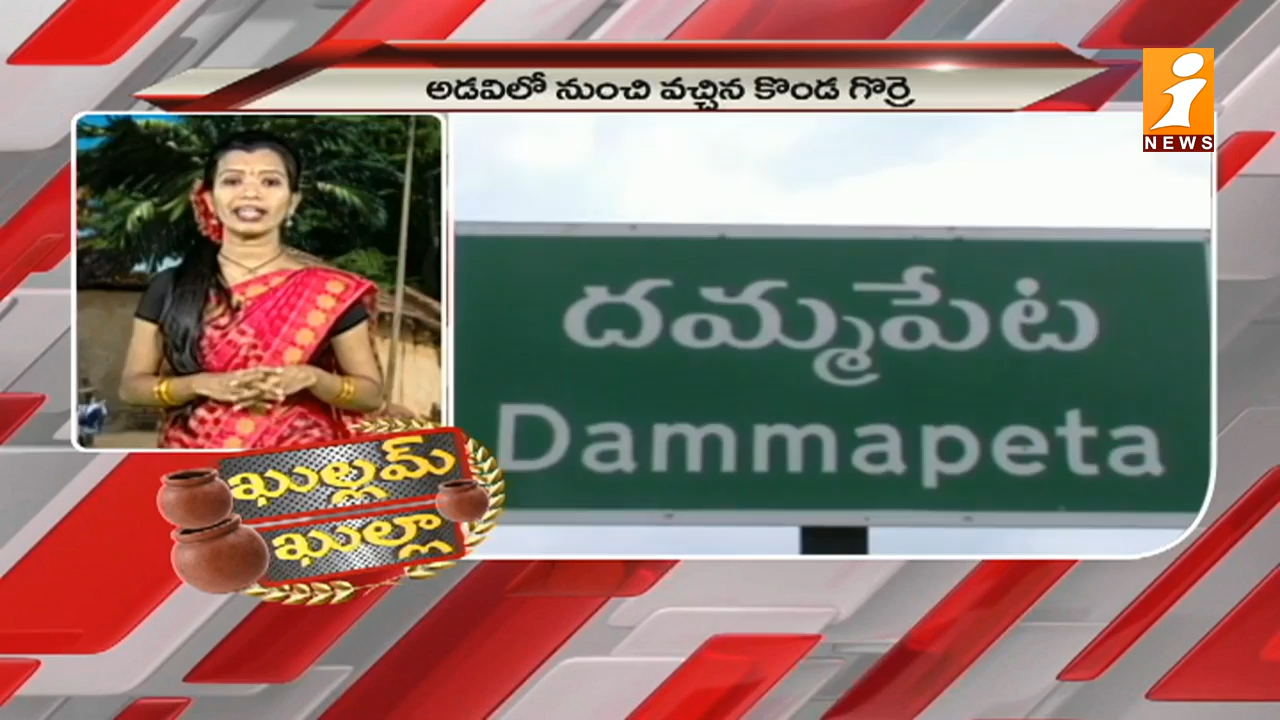 అడవిలో నుంచి వచ్చిన కొండ గొర్రె
i
NEWS
దమ్మపేట
Dammapeta
ఖుల్లమ్
ఖుల్లా